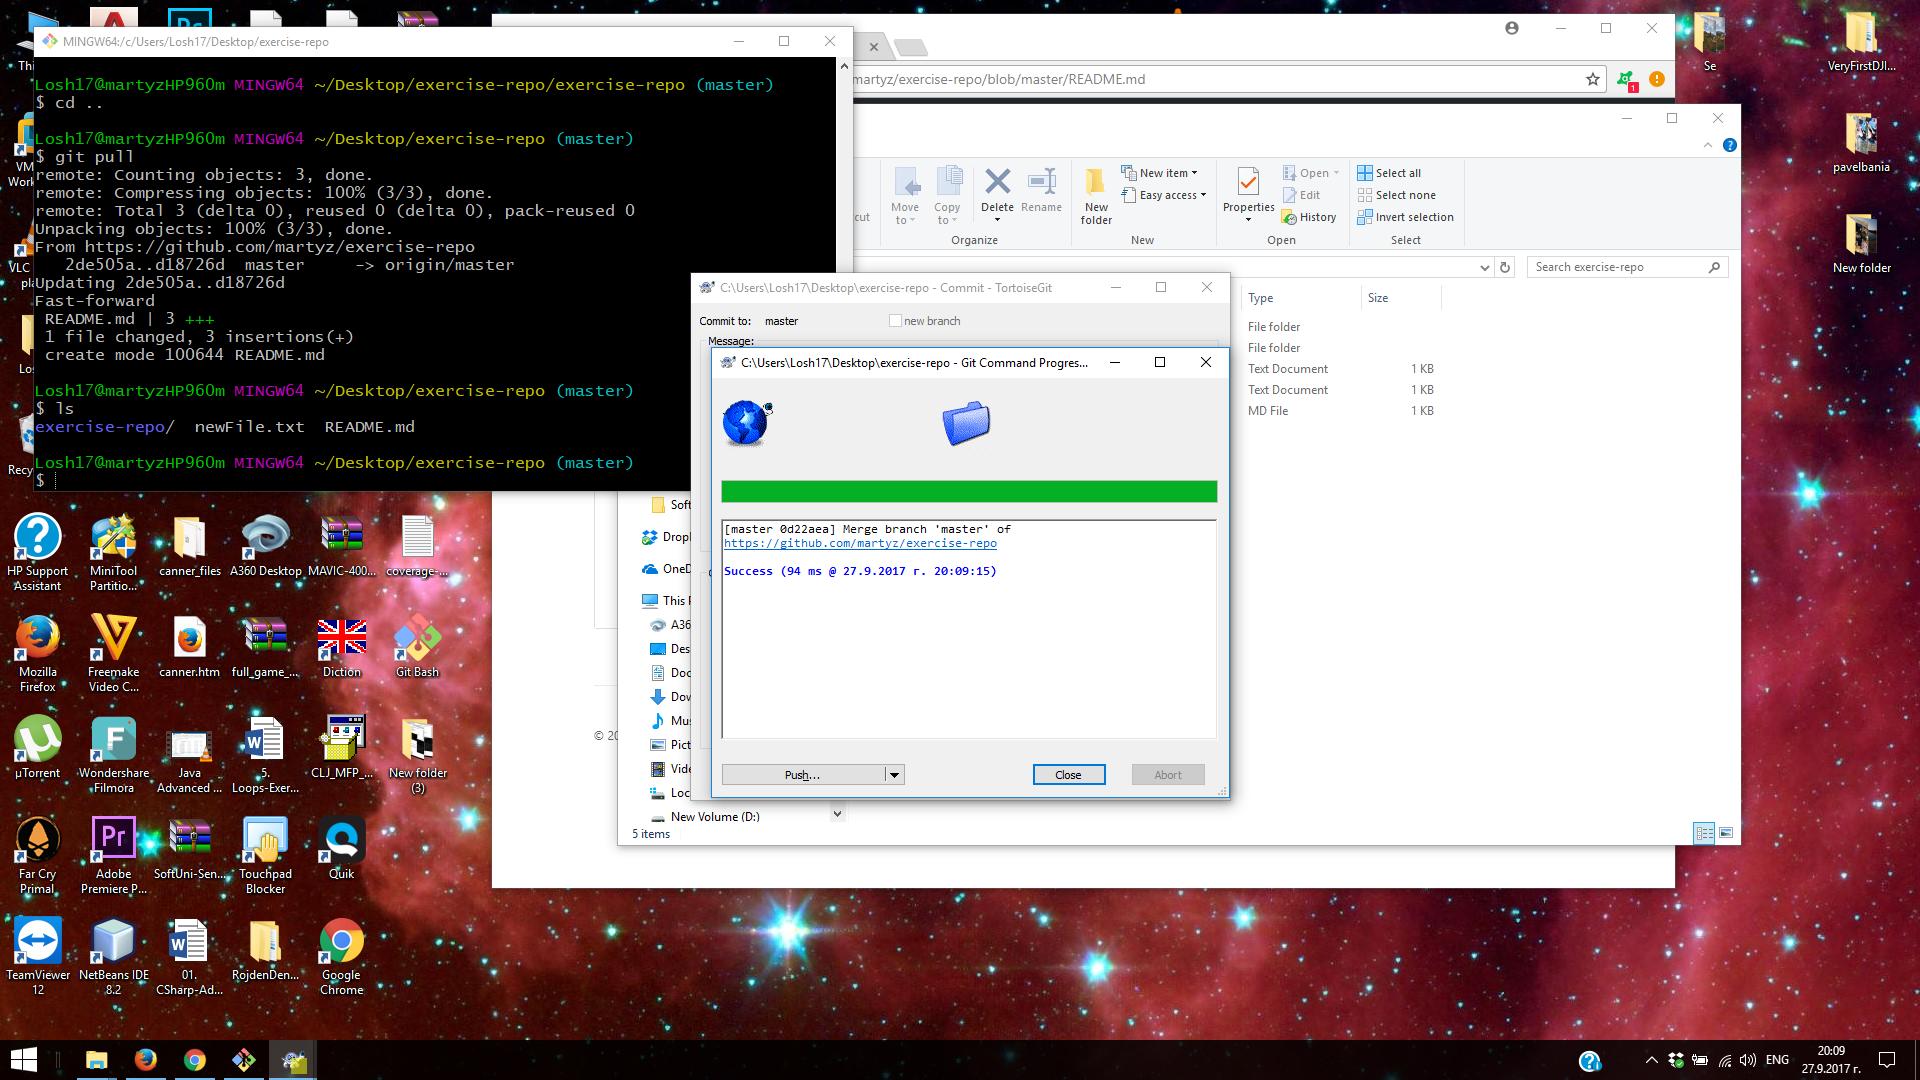 MINGW64:/c/Users/Losh17/Desktop/exercise-repo
Losh17@martyzHP96Om MINGW64 ~/Desktop/exercise-repo/exercise-repo (master)
$ cd ..
Losh17@martyzHP96Om MINGW64 ~/Desktop/exercise-repo (master)
$ git pull
remote: Counting objects: 3, done.
remote: Compressing objects: 100% (3/3), done.
remote: Total 3 (delta 0), reused 0 (delta 0), pack-reused 0
Unpacking objects: 100% (3/3), done.
From https://github.com/martyz/exercise-repo
2de505a..d18726d master -> origin/master
Updating 2de505a..d18726d
Fast-forward
README.md | 3 +++
1 file changed, 3 insertions(+)
create mode 100644 README.md
Losh17@martyzHP96Om MINGW64 ~/Desktop/exercise-repo (master)
$ ls
exercise-repo/ newFile.txt README.md
Losh17@martyzHP96Om MINGW64 ~/Desktop/exercise-repo (master)
$
martyz/exercise-repo/blob/master/README.md
1
Move to
Copy to
Delete
Rename
Organize
New folder
New item
Easy access
New
Properties
Open
Edit
History
Open
Select all
Select none
Invert selection
Select
Search exercise-repo
Type
Size
File folder
File folder
Text Document 1 KB
Text Document 1 KB
MD File 1 KB
C:\Users\Losh17\Desktop\exercise-repo - Commit - TortoiseGit
Commit to: master
new branch
Message:
C:\Users\Losh17\Desktop\exercise-repo - Git Command Progres...
[master 0d22aea] Merge branch 'master' of
https://github.com/martyz/exercise-repo
Success (94 ms @ 27.9.2017 г. 20:09:15)
Push...
Close
Abort
Soft
Drop
OneD
This
A36
Des
Doc
Dow
Mus
Pict
Vide
Loc
New Volume (D:)
5 items
© 20
Se
VeryFirstDJI...
pavelbania
New folder
HP Support Assistant
MiniTool Partitio...
canner_files
A360 Desktop
MAVIC-400...
coverage-...
Mozilla Firefox
Freemake Video C...
canner.htm
full_game_...
Diction
Git Bash
µTorrent
Wondershare Filmora
Java Advanced ...
5. Loops-Exer...
CLJ_MFP_...
New folder (3)
Far Cry Primal
Adobe Premiere P...
SoftUni-Sen...
Touchpad Blocker
Quik
TeamViewer 12
NetBeans IDE 8.2
01. CSharp-Ad...
RojdenDen...
Google Chrome
ENG
20:09
27.9.2017 г.